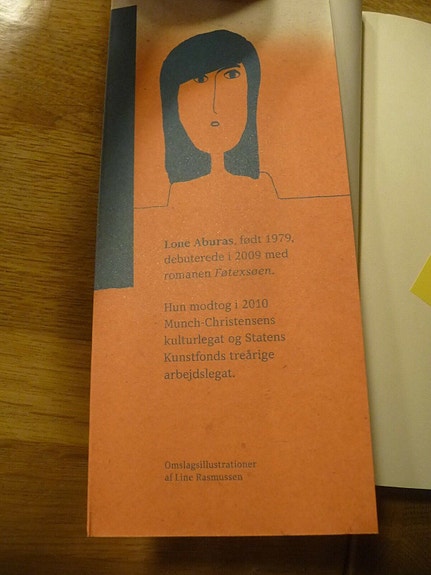 Lone Aburas, født 1979,
debuterede i 2009 med
romanen Føtexsøen.
Hun modtog i 2010
Munch-Christensens
kulturlegat og Statens
Kunstfonds treårige
arbejdslegat.
Omslagsillustrationer
af Line Rasmussen